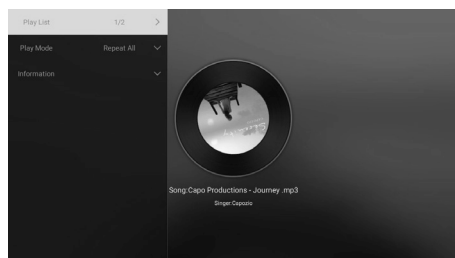 Play List 1/2
Play Mode Repeat All
Information
Song:Capo Productions - Journey .mp3
Singer:Capozio